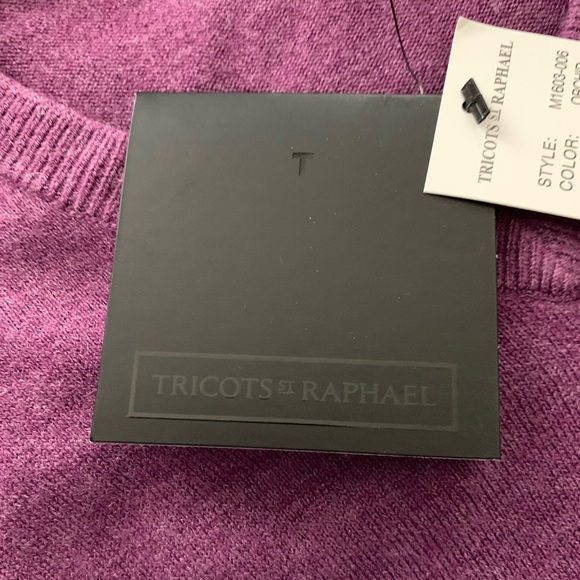 T
TRICOTS ST RAPHAEL
TRICOTS ST RAPHAEL
STYLE: M1603-006
COLOR: